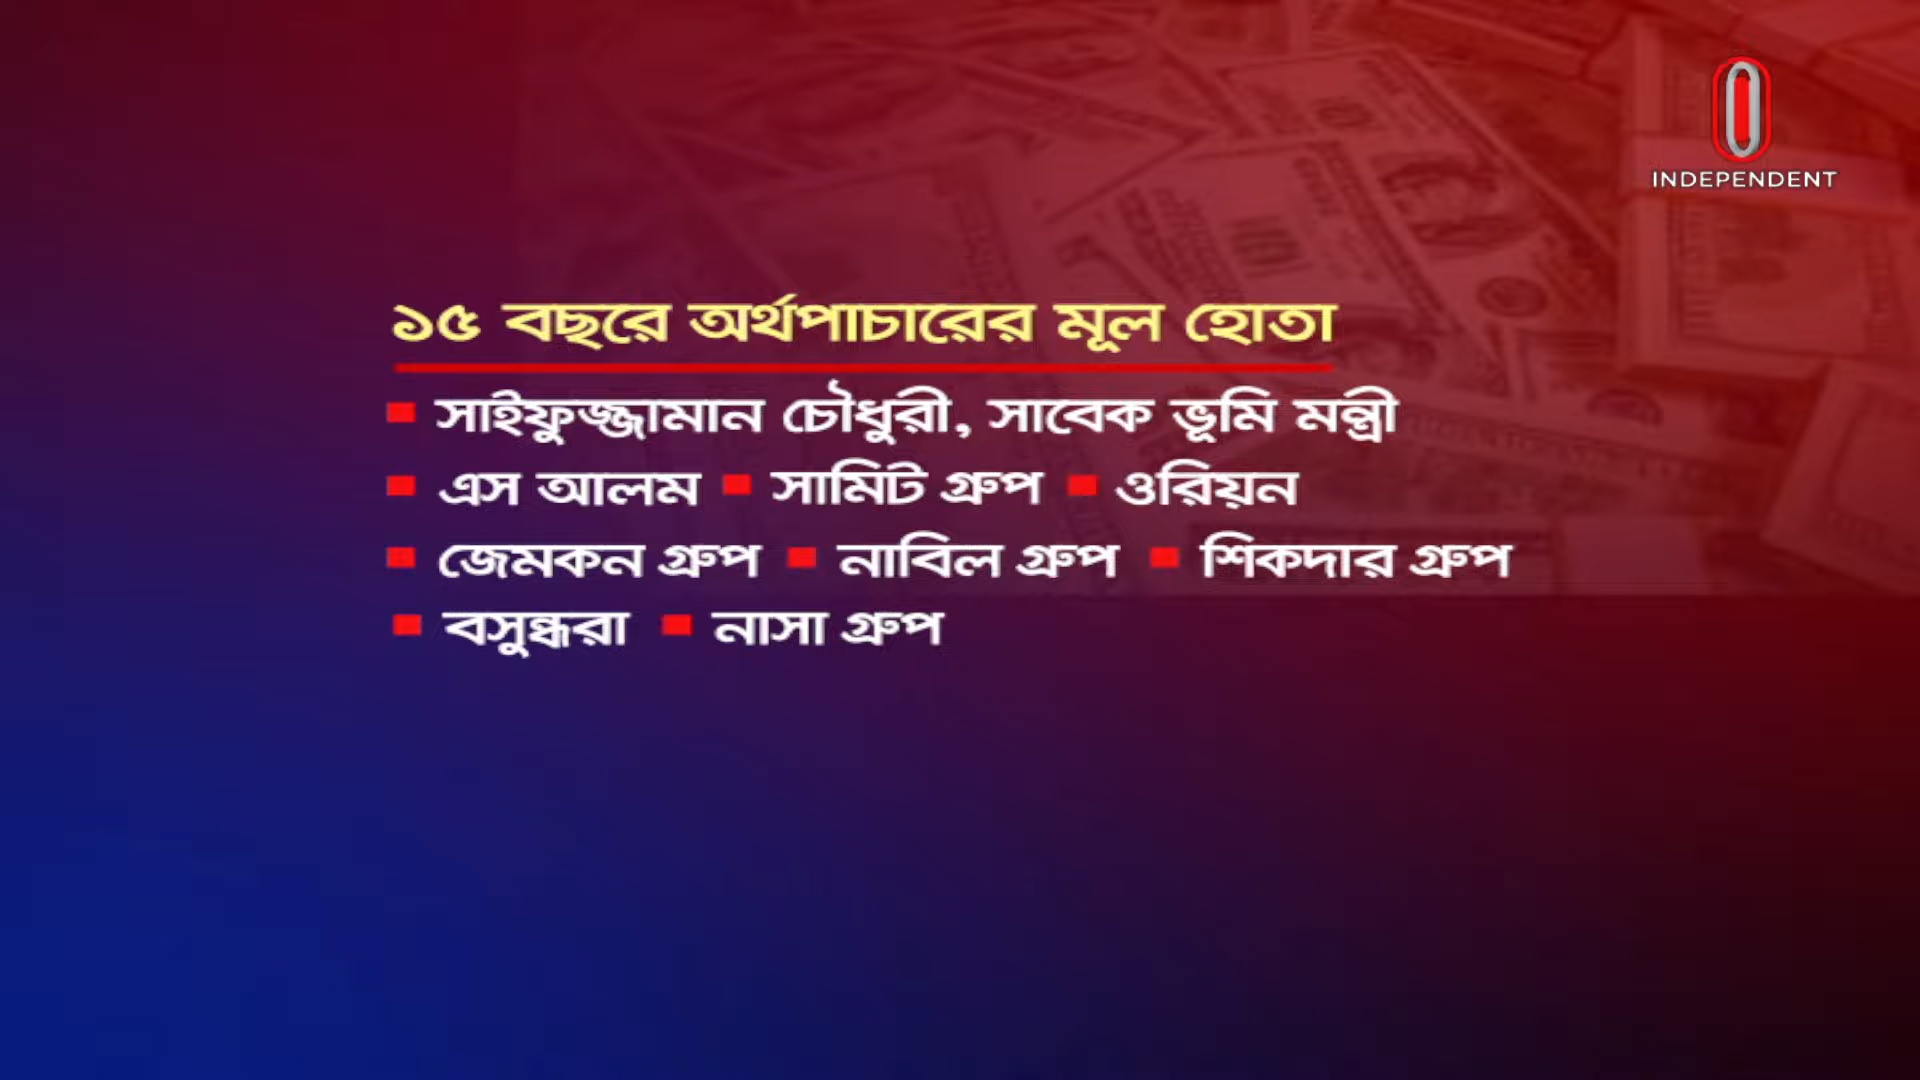 INDEPENDENT
১৫ বছরে অর্থপাচারের মূল হোতা
▪ সাইফুজ্জামান চৌধুরী, সাবেক ভূমি মন্ত্রী
▪ এস আলম ▪ সামিট গ্রুপ ▪ ওরিয়ন
▪ জেমকন গ্রুপ ▪ নাবিল গ্রুপ ▪ শিকদার গ্রুপ
▪ বসুন্ধরা ▪ নাসা গ্রুপ